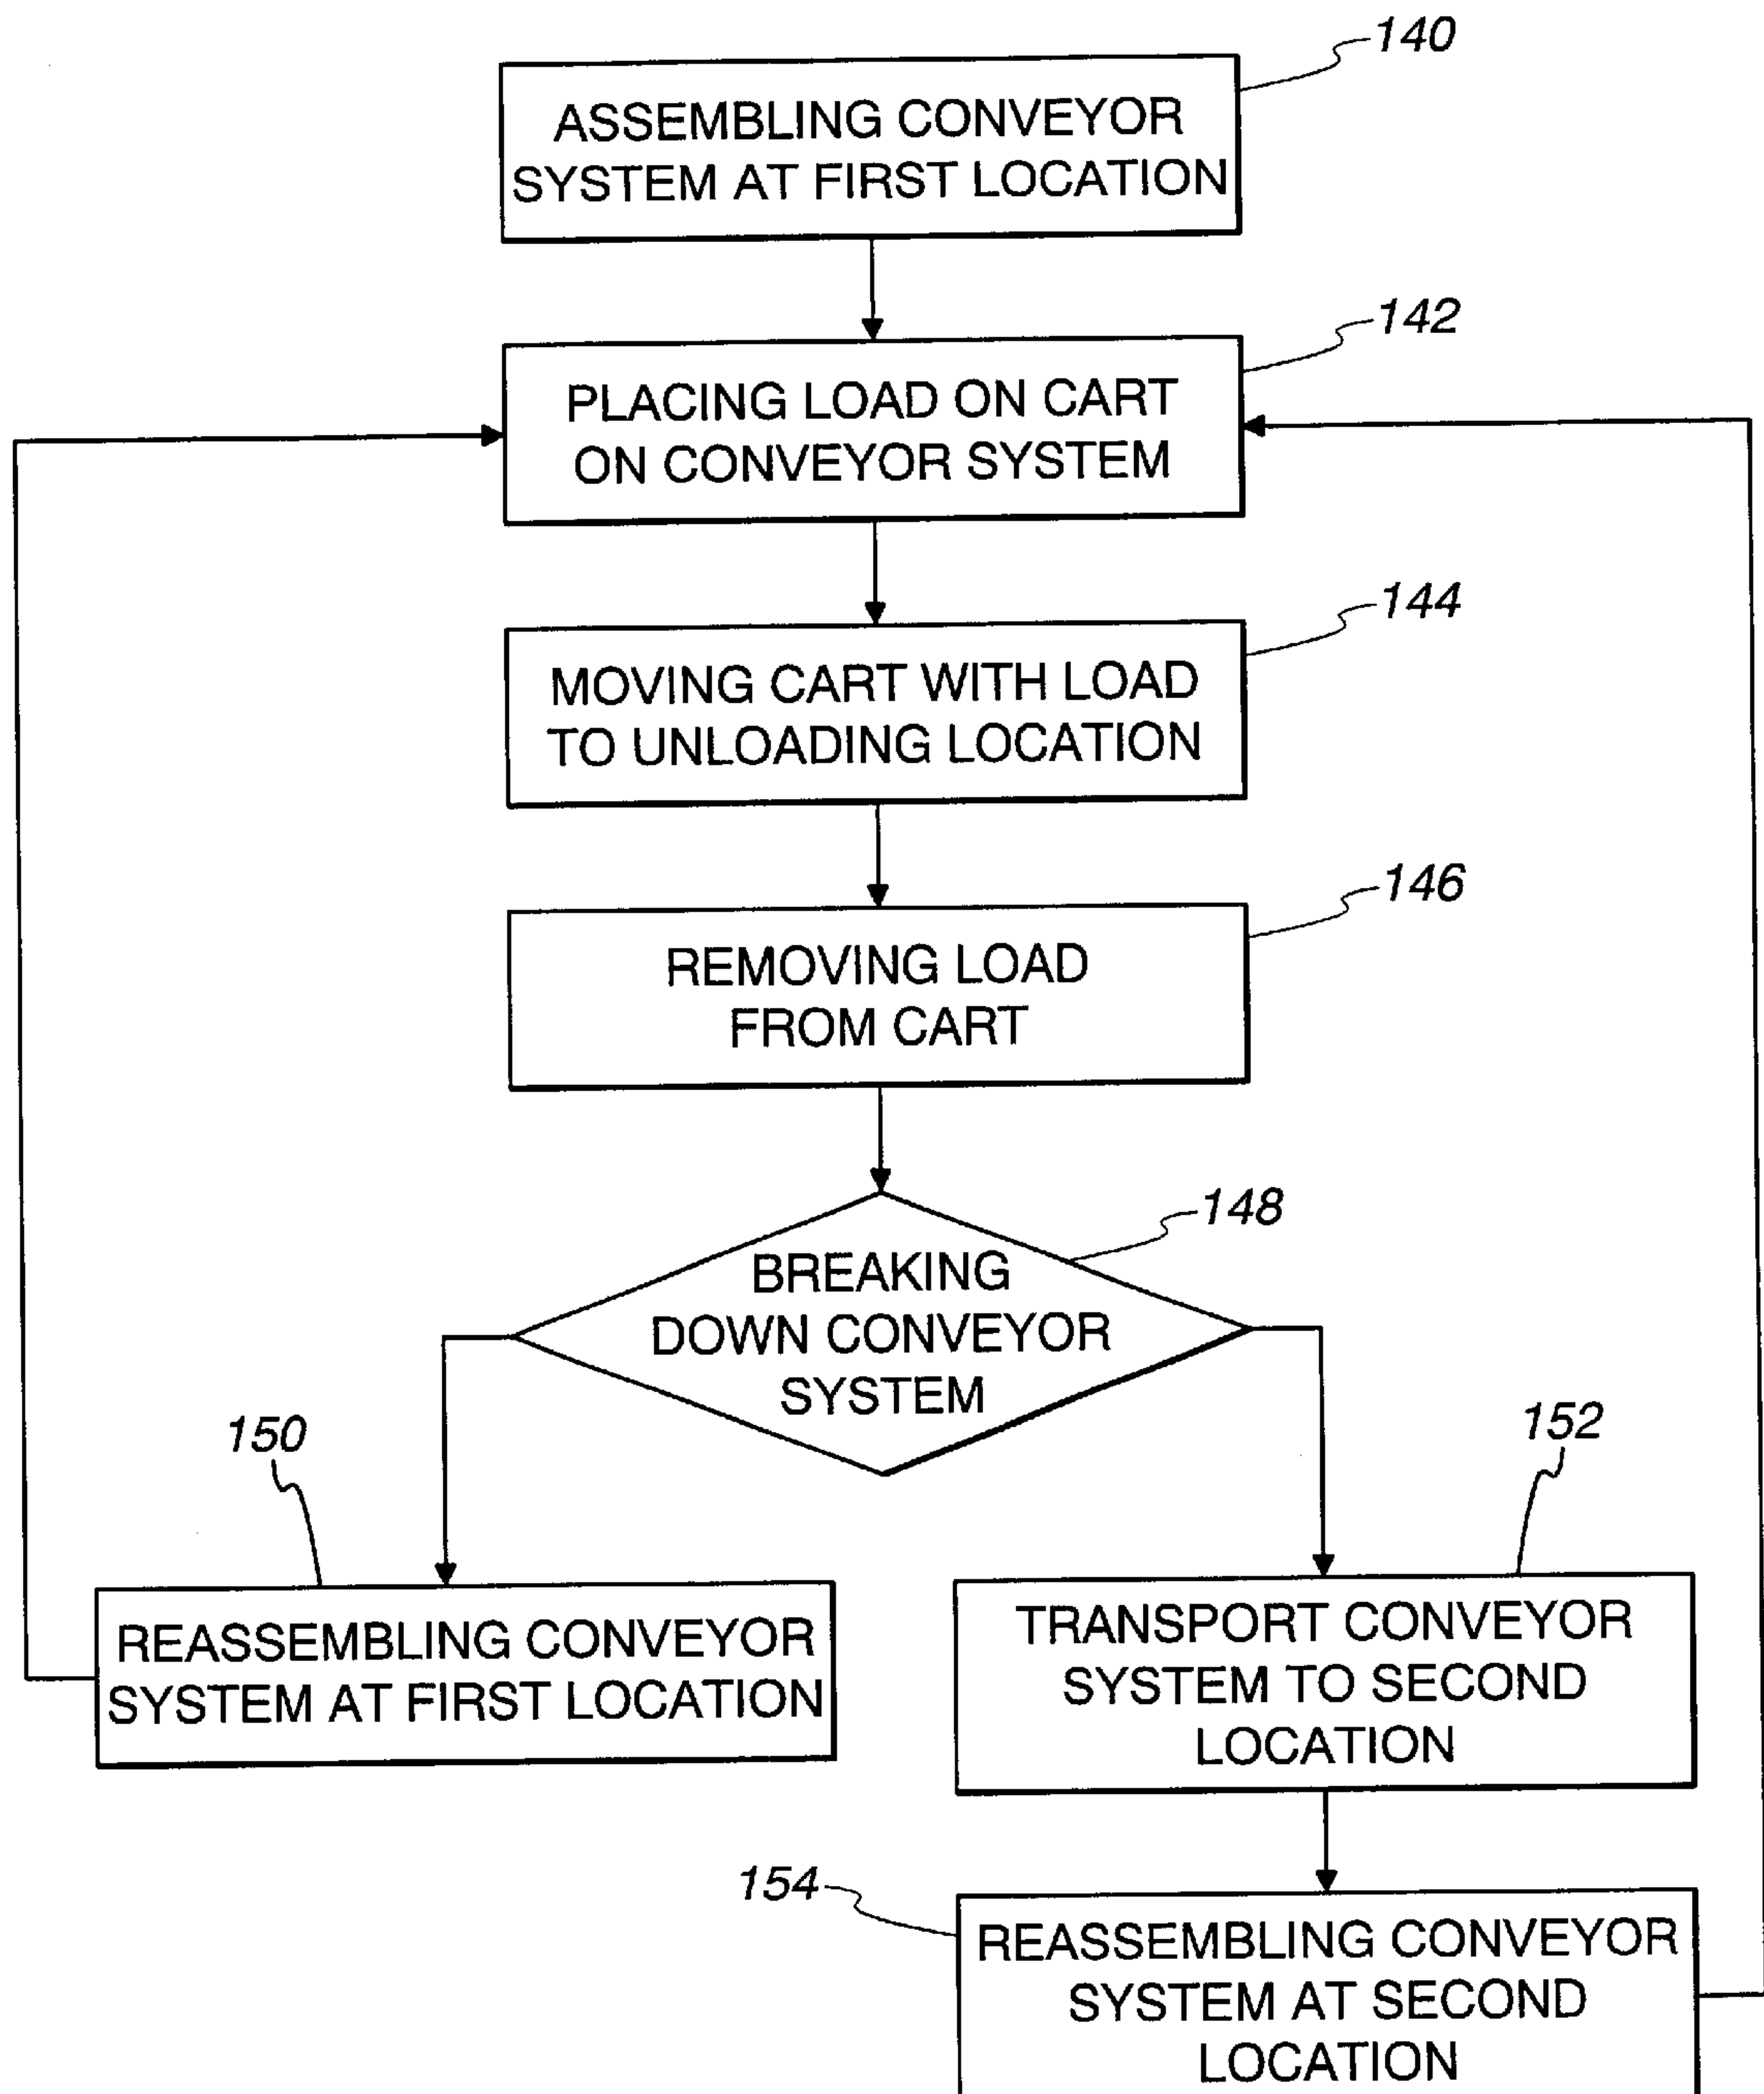 140
ASSEMBLING CONVEYOR
SYSTEM AT FIRST LOCATION
142
PLACING LOAD ON CART
ON CONVEYOR SYSTEM
144
MOVING CART WITH LOAD
TO UNLOADING LOCATION
146
REMOVING LOAD
FROM CART
148
BREAKING
DOWN CONVEYOR
SYSTEM
150
REASSEMBLING CONVEYOR
SYSTEM AT FIRST LOCATION
152
TRANSPORT CONVEYOR
SYSTEM TO SECOND
LOCATION
154
REASSEMBLING CONVEYOR
SYSTEM AT SECOND
LOCATION